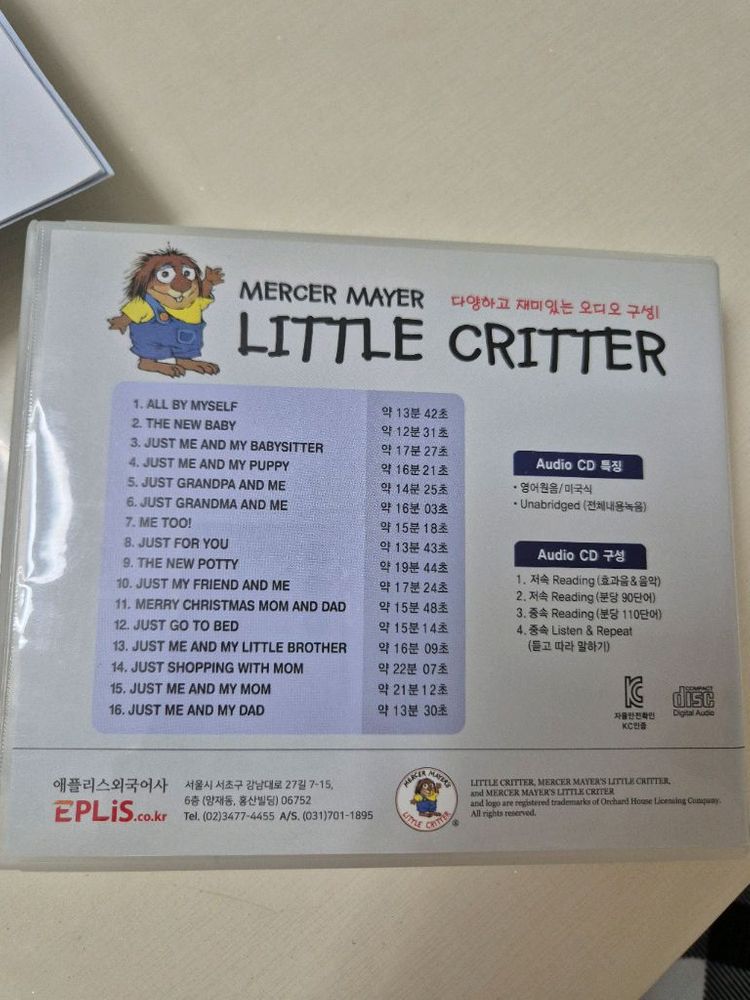 MERCER MAYER
다양하고 재미있는 오디오 구성!
LITTLE CRITTER
1. ALL BY MYSELF 약 13분 42초
2. THE NEW BABY 약 12분 31초
3. JUST ME AND MY BABYSITTER 약 17분 27초
4. JUST ME AND MY PUPPY 약 16분 21초
5. JUST GRANDPA AND ME 약 14분 25초
6. JUST GRANDMA AND ME 약 16분 03초
7. ME TOO! 약 15분 18초
8. JUST FOR YOU 약 13분 43초
9. THE NEW POTTY 약 19분 44초
10. JUST MY FRIEND AND ME 약 17분 24초
11. MERRY CHRISTMAS MOM AND DAD 약 15분 48초
12. JUST GO TO BED 약 15분 14초
13. JUST ME AND MY LITTLE BROTHER 약 16분 09초
14. JUST SHOPPING WITH MOM 약 22분 07초
15. JUST ME AND MY MOM 약 21분 12초
16. JUST ME AND MY DAD 약 13분 30초
Audio CD 특징
• 영어원음/미국식
• Unabridged (전체내용녹음)
Audio CD 구성
1. 저속 Reading (효과음&음악)
2. 저속 Reading (분당 90단어)
3. 중속 Reading (분당 110단어)
4. 중속 Listen & Repeat
(듣고 따라 말하기)
자율안전확인
KC인증
COMPACT
disc
Digital Audio
애플리스외국어사
EPLiS.co.kr
서울시 서초구 강남대로 27길 7-15,
6층 (양재동, 홍산빌딩) 06752
Tel. (02)3477-4455 A/S. (031)701-1895
MERCER MAYER'S
LITTLE CRITTER
®
LITTLE CRITTER, MERCER MAYER'S LITTLE CRITTER,
and MERCER MAYER'S LITTLE CRITER
and logo are registered trademarks of Orchard House Licensing Company.
All rights reserved.